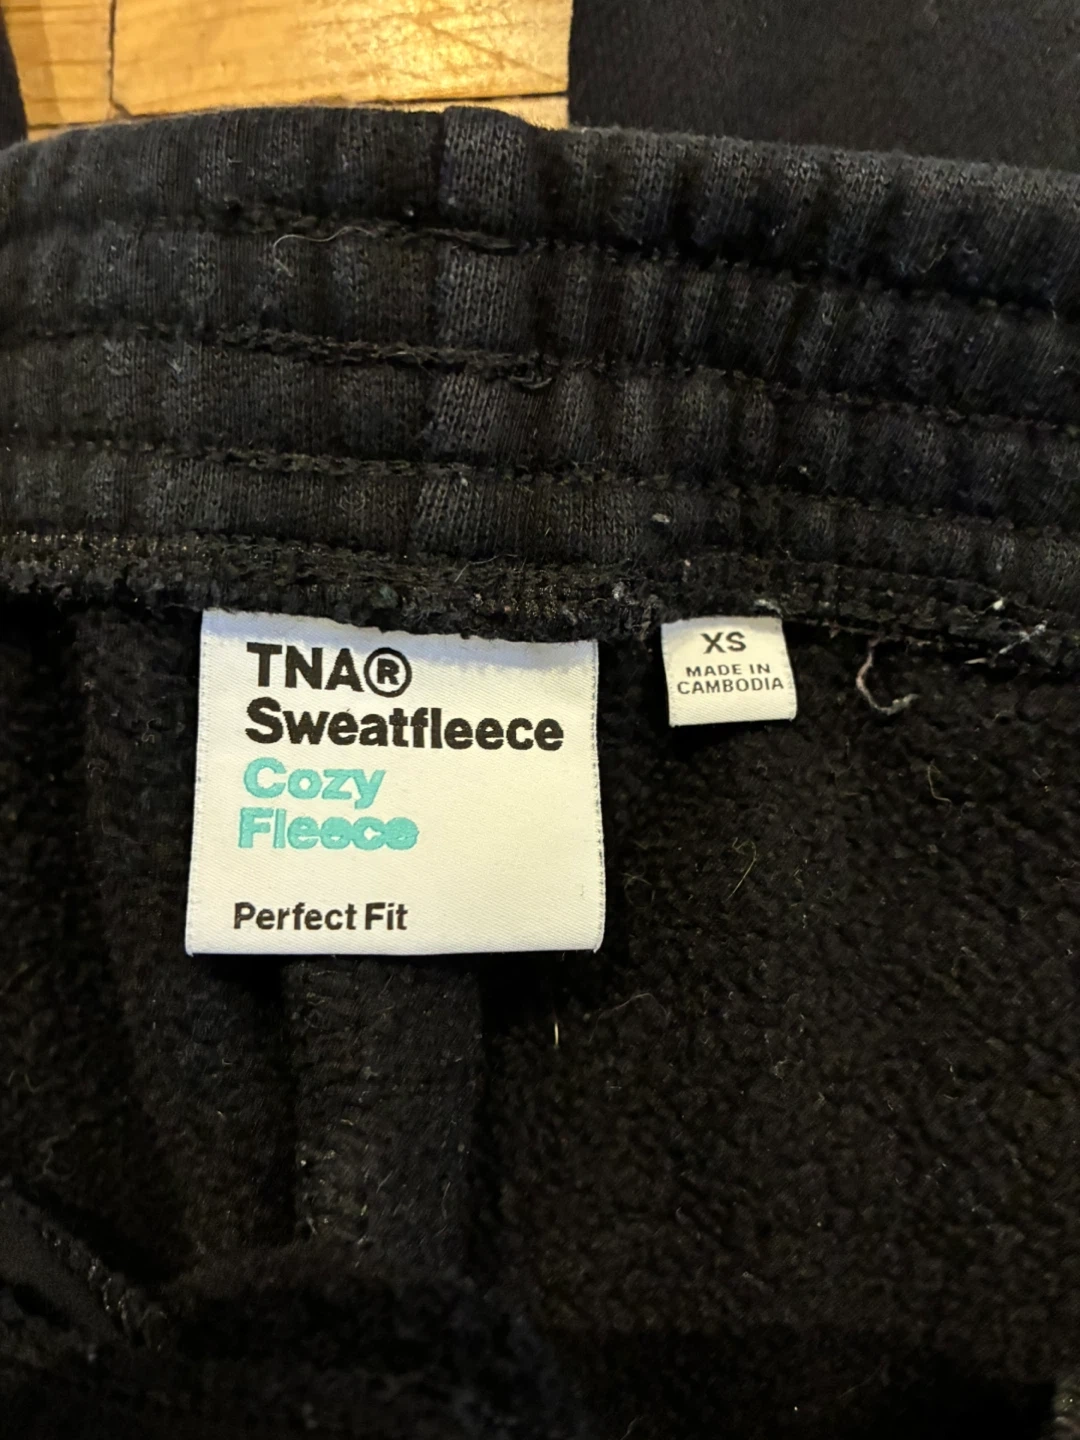 TNA®
Sweatfleece
Cozy
Fleece
Perfect Fit
XS
MADE IN
CAMBODIA